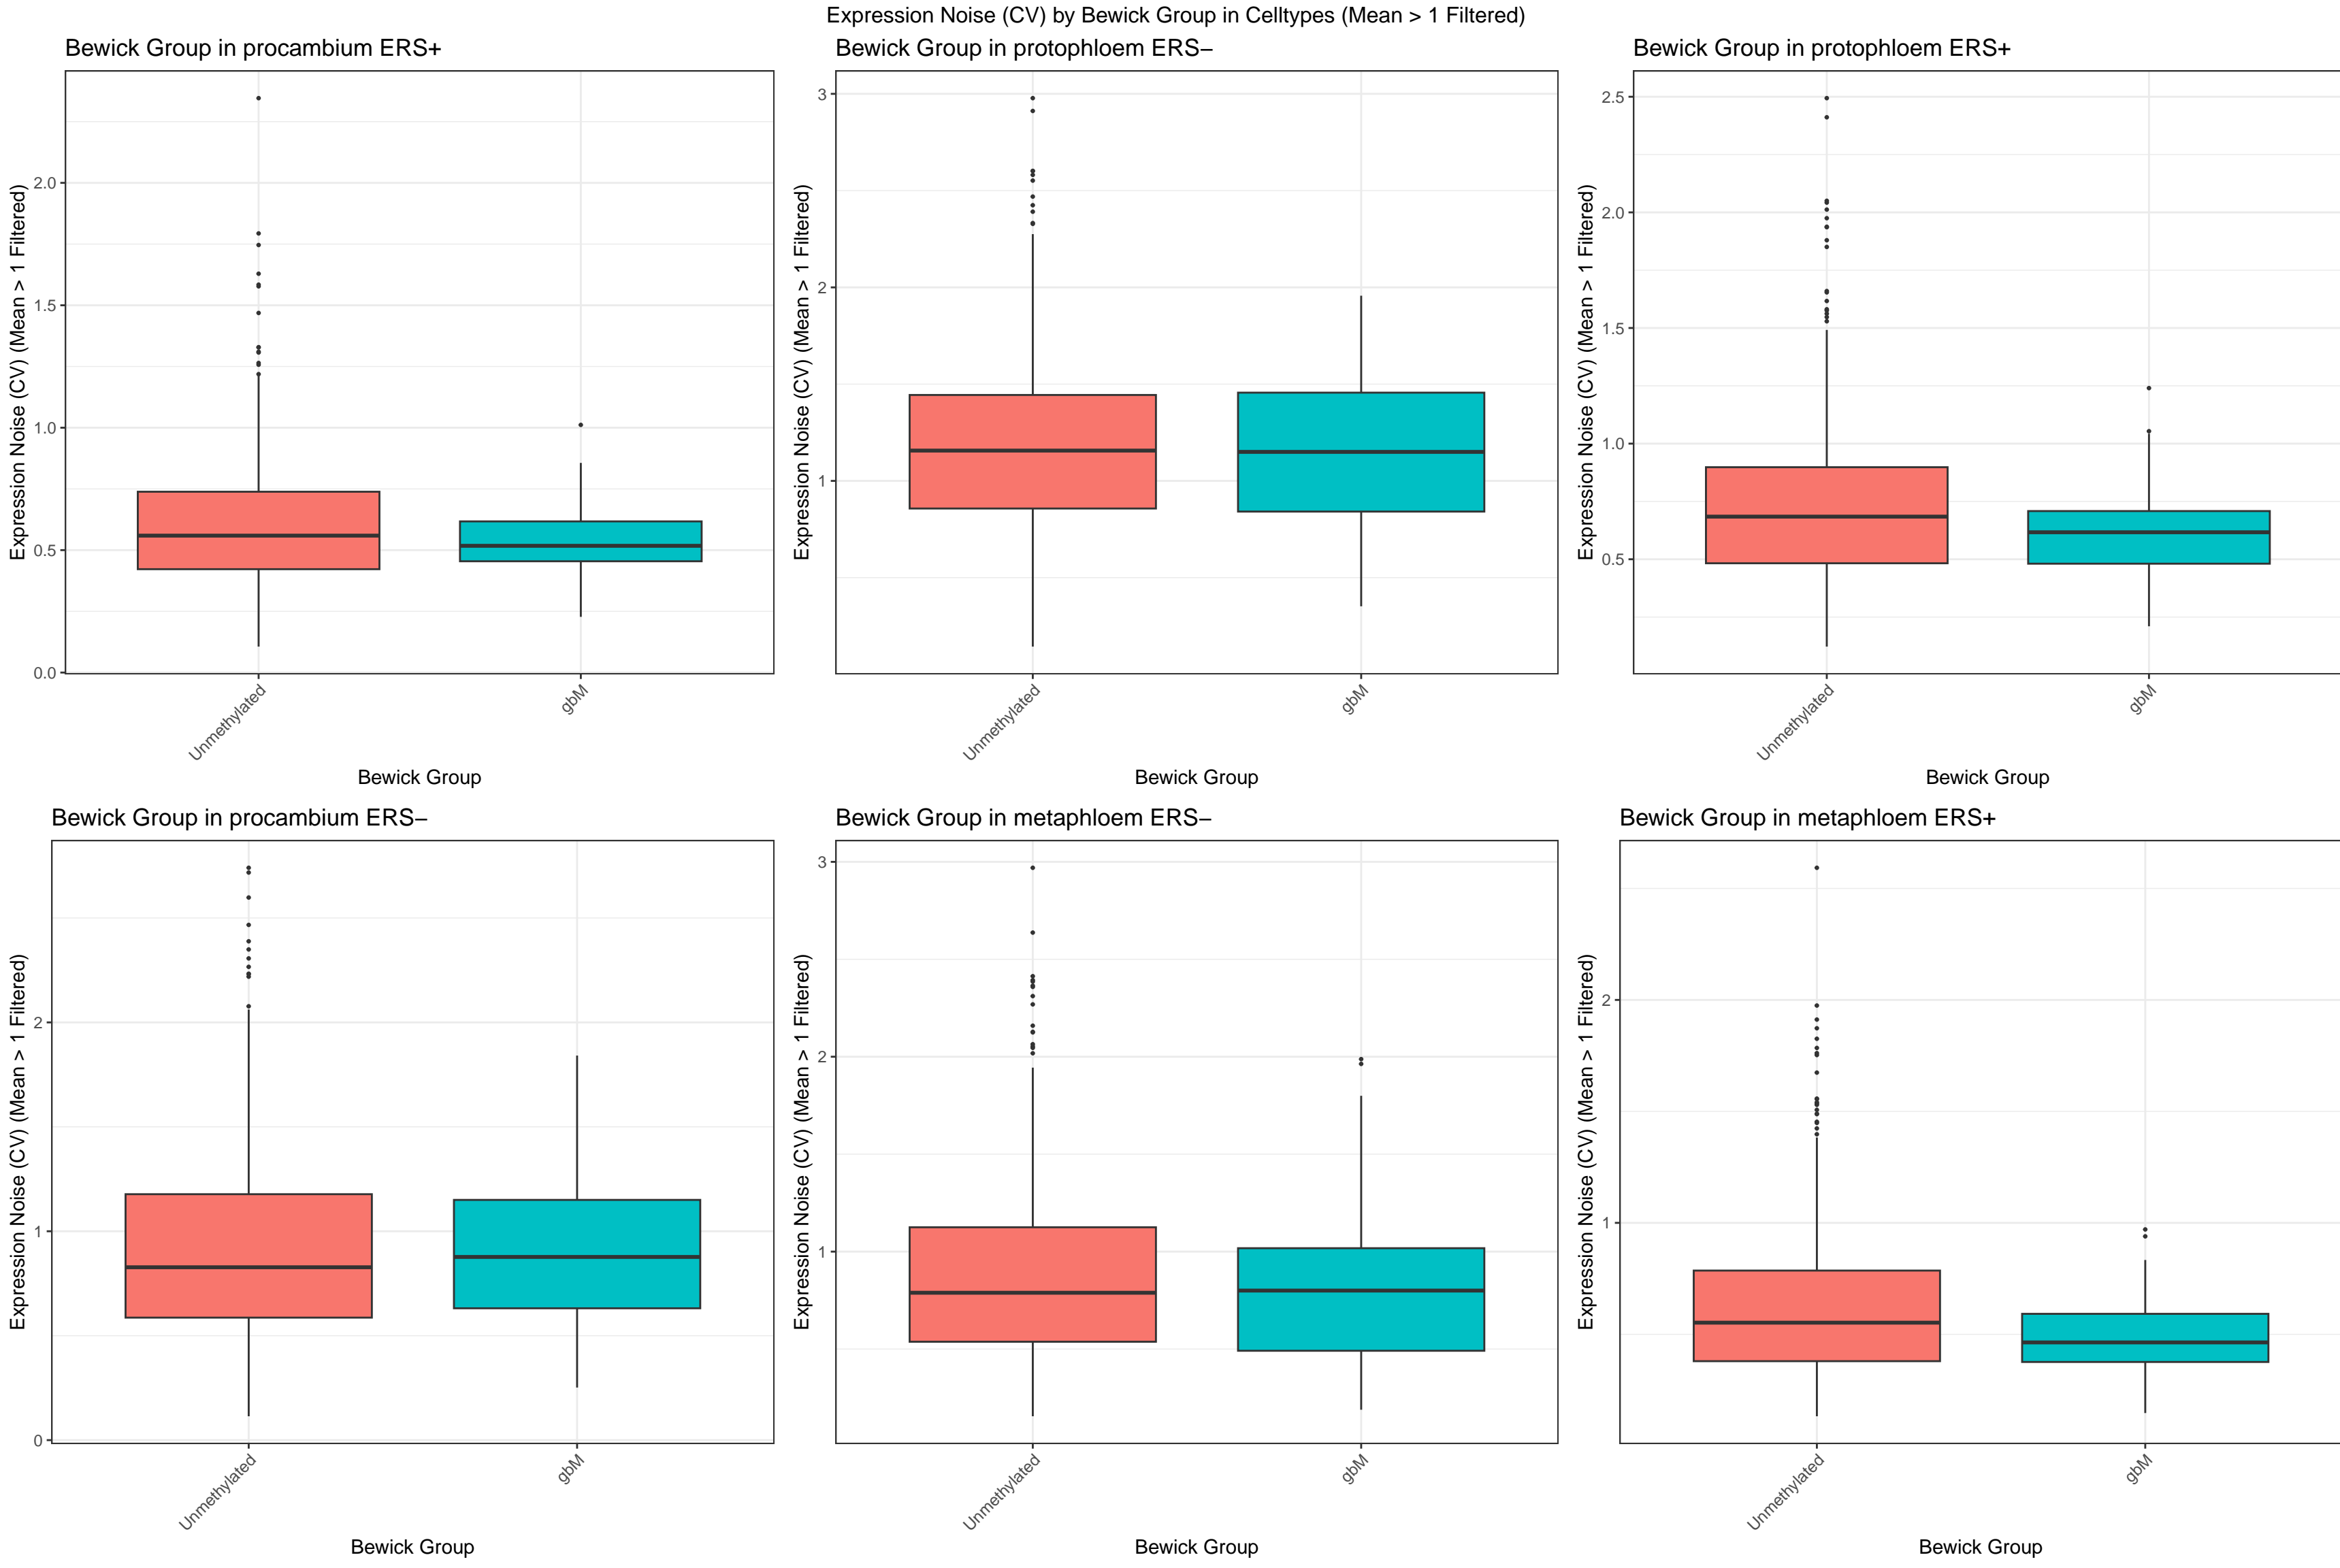 Expression Noise (CV) by Bewick Group in Celltypes (Mean > 1 Filtered)
Bewick Group in procambium ERS+
Expression Noise (CV) (Mean > 1 Filtered)
2.0
1.5
1.0
0.5
0.0
Unmethylated
gbM
Bewick Group
Bewick Group in protophloem ERS−
Expression Noise (CV) (Mean > 1 Filtered)
3
2
1
Unmethylated
gbM
Bewick Group
Bewick Group in protophloem ERS+
Expression Noise (CV) (Mean > 1 Filtered)
2.5
2.0
1.5
1.0
0.5
Unmethylated
gbM
Bewick Group
Bewick Group in procambium ERS−
Expression Noise (CV) (Mean > 1 Filtered)
2
1
0
Unmethylated
gbM
Bewick Group
Bewick Group in metaphloem ERS−
Expression Noise (CV) (Mean > 1 Filtered)
3
2
1
Unmethylated
gbM
Bewick Group
Bewick Group in metaphloem ERS+
Expression Noise (CV) (Mean > 1 Filtered)
2
1
Unmethylated
gbM
Bewick Group